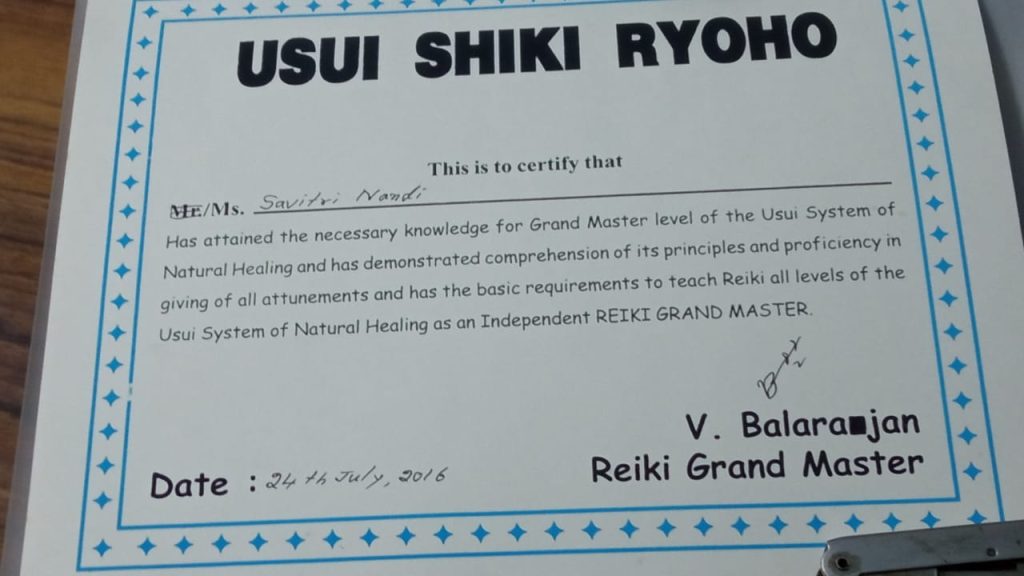 USUI SHIKI RYOHO
This is to certify that
Mr/Ms. Savitri Nandi
Has attained the necessary knowledge for Grand Master level of the Usui System of
Natural Healing and has demonstrated comprehension of its principles and proficiency in
giving of all attunements and has the basic requirements to teach Reiki all levels of the
Usui System of Natural Healing as an Independent REIKI GRAND MASTER.
V. Balaranjan
Reiki Grand Master
Date : 24th July, 2016